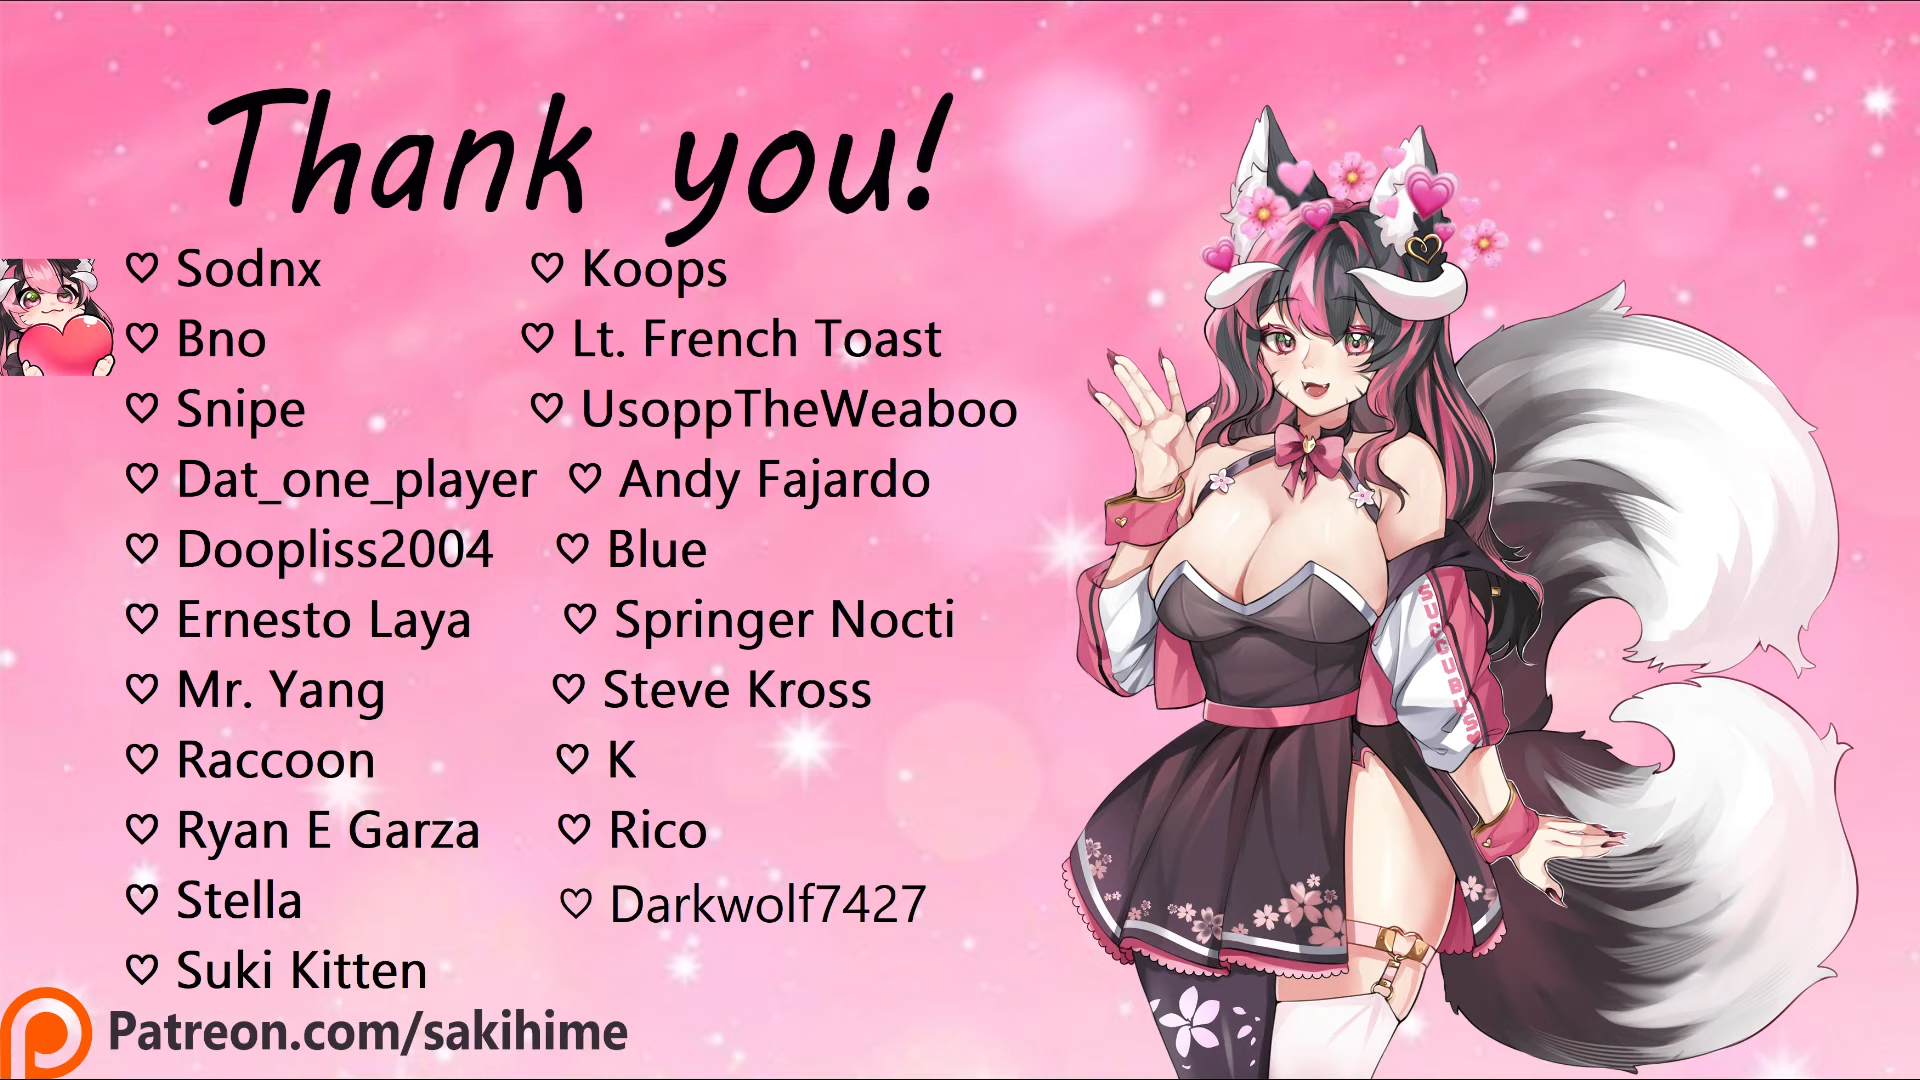 Thank you!
♡ Sodnx
♡ Bno
♡ Snipe
♡ Dat_one_player
♡ Doopliss2004
♡ Ernesto Laya
♡ Mr. Yang
♡ Raccoon
♡ Ryan E Garza
♡ Stella
♡ Suki Kitten
♡ Koops
♡ Lt. French Toast
♡ UsoppTheWeaboo
♡ Andy Fajardo
♡ Blue
♡ Springer Nocti
♡ Steve Kross
♡ K
♡ Rico
♡ Darkwolf7427
SUCCUBUS
Patreon.com/sakihime